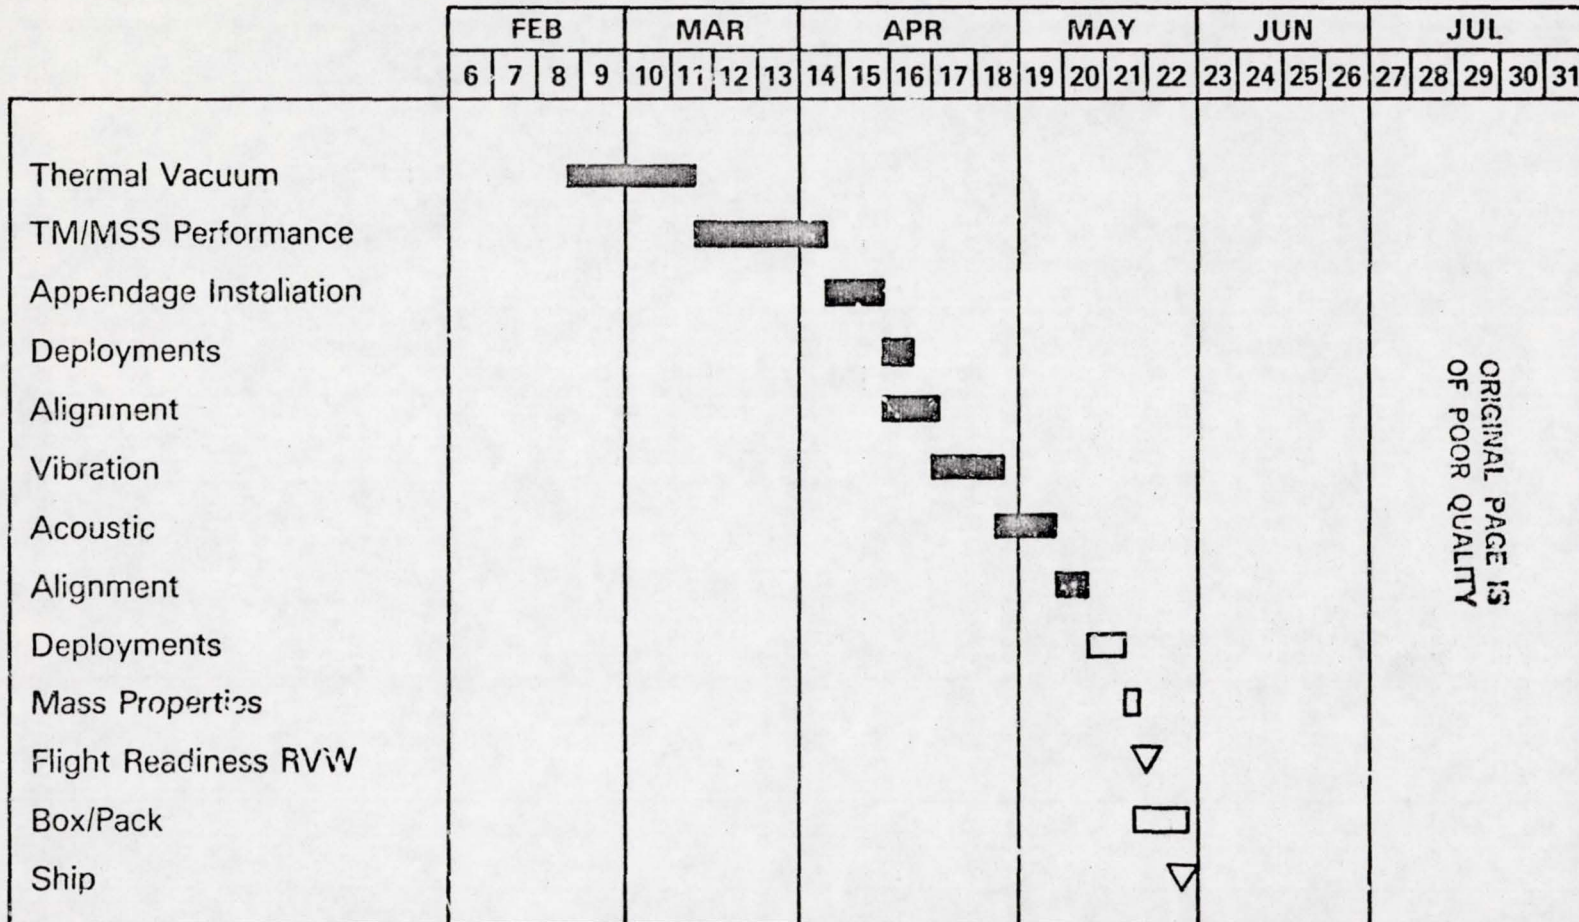 FEB MAR APR MAY JUN JUL
6 7 8 9 10 11 12 13 14 15 16 17 18 19 20 21 22 23 24 25 26 27 28 29 30 31
Thermal Vacuum
TM/MSS Performance
Appendage Installation
Deployments
Alignment
Vibration
Acoustic
Alignment
Deployments
Mass Properties
Flight Readiness RVW
Box/Pack
Ship
ORIGINAL PAGE IS
OF POOR QUALITY